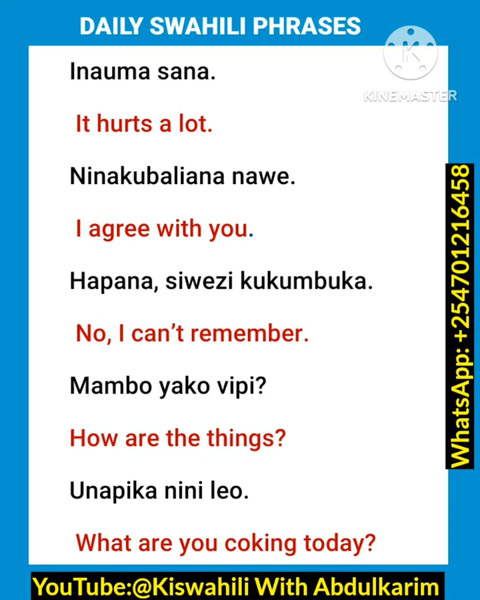 DAILY SWAHILI PHRASES
K
KINEMASTER
Inauma sana.
It hurts a lot.
Ninakubaliana nawe.
I agree with you.
Hapana, siwezi kukumbuka.
No, I can't remember.
Mambo yako vipi?
How are the things?
Unapika nini leo.
What are you coking today?
WhatsApp: +254701216458
YouTube:@Kiswahili With Abdulkarim